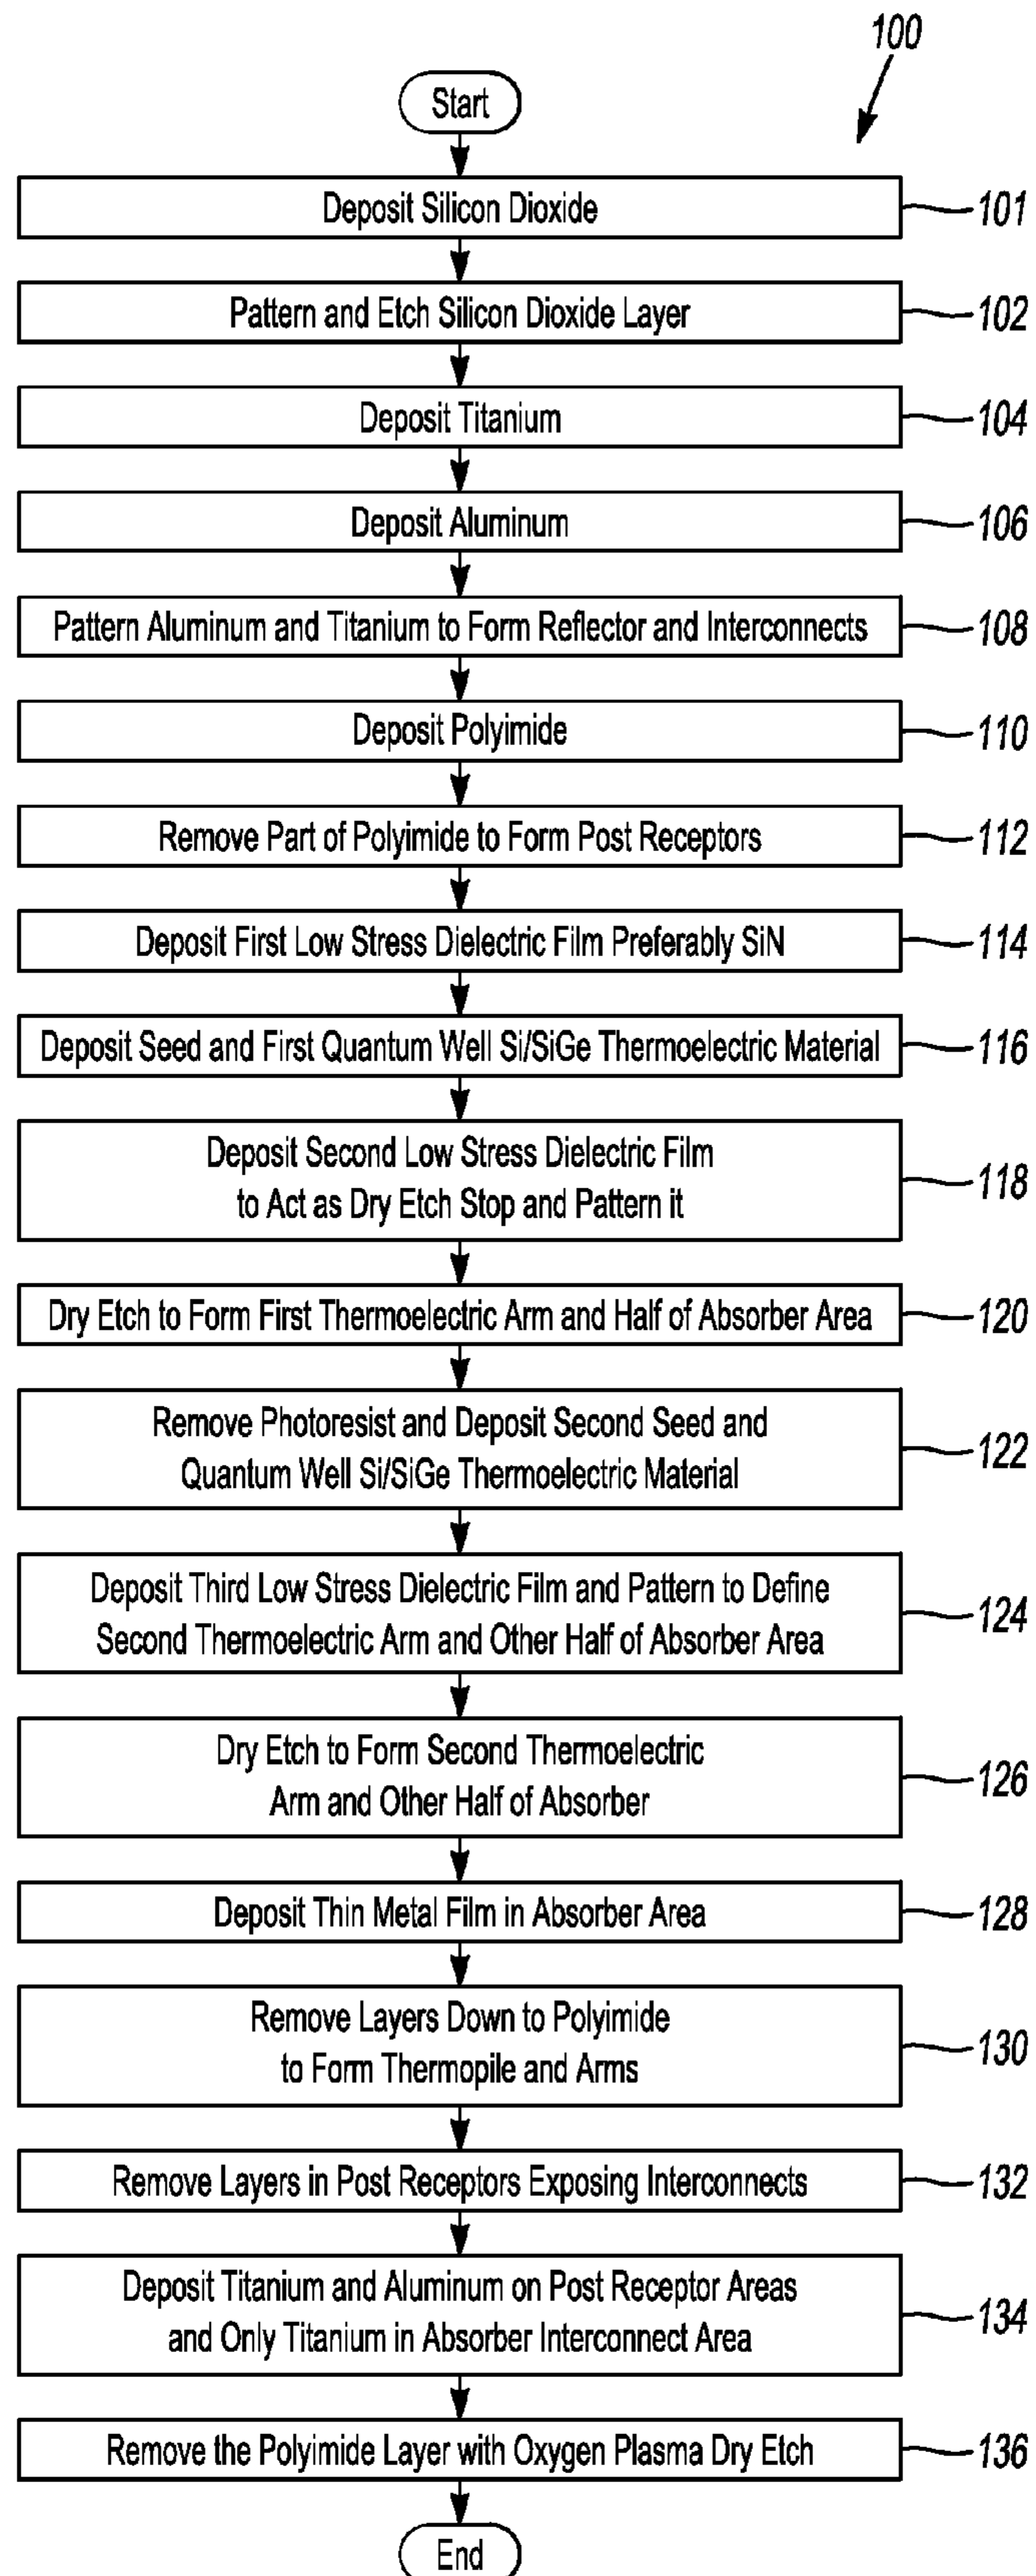 100
Start
Deposit Silicon Dioxide
101
Pattern and Etch Silicon Dioxide Layer
102
Deposit Titanium
104
Deposit Aluminum
106
Pattern Aluminum and Titanium to Form Reflector and Interconnects
108
Deposit Polyimide
110
Remove Part of Polyimide to Form Post Receptors
112
Deposit First Low Stress Dielectric Film Preferably SiN
114
Deposit Seed and First Quantum Well Si/SiGe Thermoelectric Material
116
Deposit Second Low Stress Dielectric Film
to Act as Dry Etch Stop and Pattern it
118
Dry Etch to Form First Thermoelectric Arm and Half of Absorber Area
120
Remove Photoresist and Deposit Second Seed and
Quantum Well Si/SiGe Thermoelectric Material
122
Deposit Third Low Stress Dielectric Film and Pattern to Define
Second Thermoelectric Arm and Other Half of Absorber Area
124
Dry Etch to Form Second Thermoelectric
Arm and Other Half of Absorber
126
Deposit Thin Metal Film in Absorber Area
128
Remove Layers Down to Polyimide
to Form Thermopile and Arms
130
Remove Layers in Post Receptors Exposing Interconnects
132
Deposit Titanium and Aluminum on Post Receptor Areas
and Only Titanium in Absorber Interconnect Area
134
Remove the Polyimide Layer with Oxygen Plasma Dry Etch
136
End